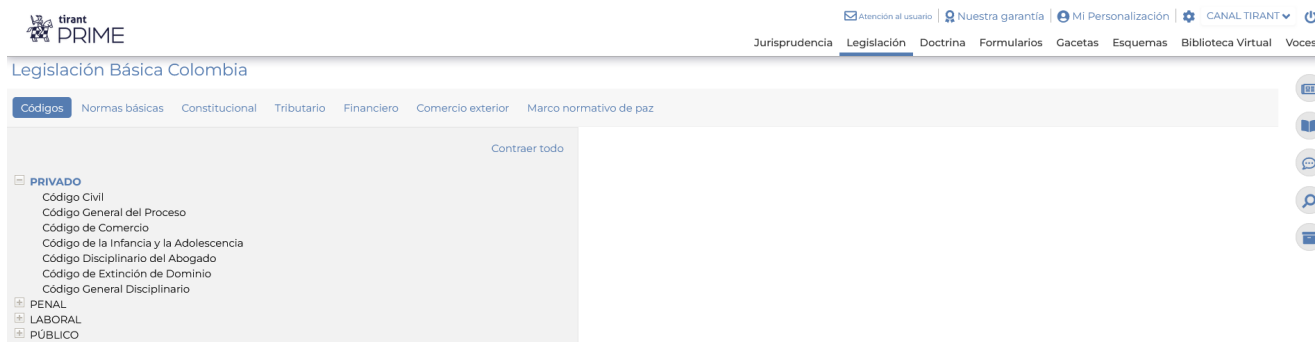 tirant
PRIME
Atención al usuario Nuestra garantía Mi Personalización CANAL TIRANT
Jurisprudencia Legislación Doctrina Formularios Gacetas Esquemas Biblioteca Virtual Voces
Legislación Básica Colombia
Códigos Normas básicas Constitucional Tributario Financiero Comercio exterior Marco normativo de paz
Contraer todo
PRIVADO
Código Civil
Código General del Proceso
Código de Comercio
Código de la Infancia y la Adolescencia
Código Disciplinario del Abogado
Código de Extinción de Dominio
Código General Disciplinario
PENAL
LABORAL
PÚBLICO